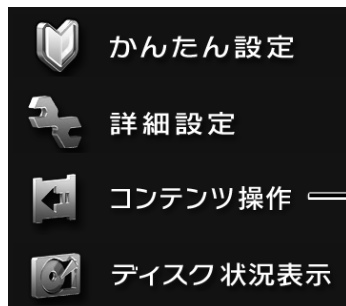 かんたん設定
詳細設定
コンテンツ操作
ディスク状況表示